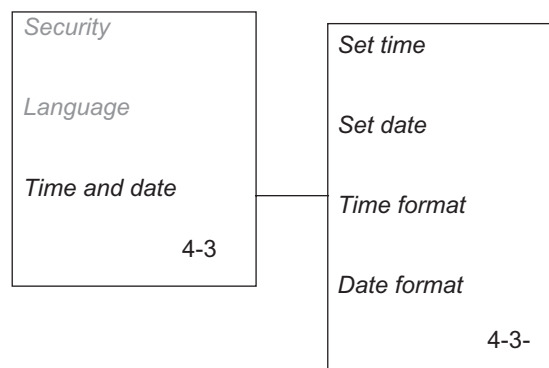 Security
Language
Time and date
4-3
Set time
Set date
Time format
Date format
4-3-